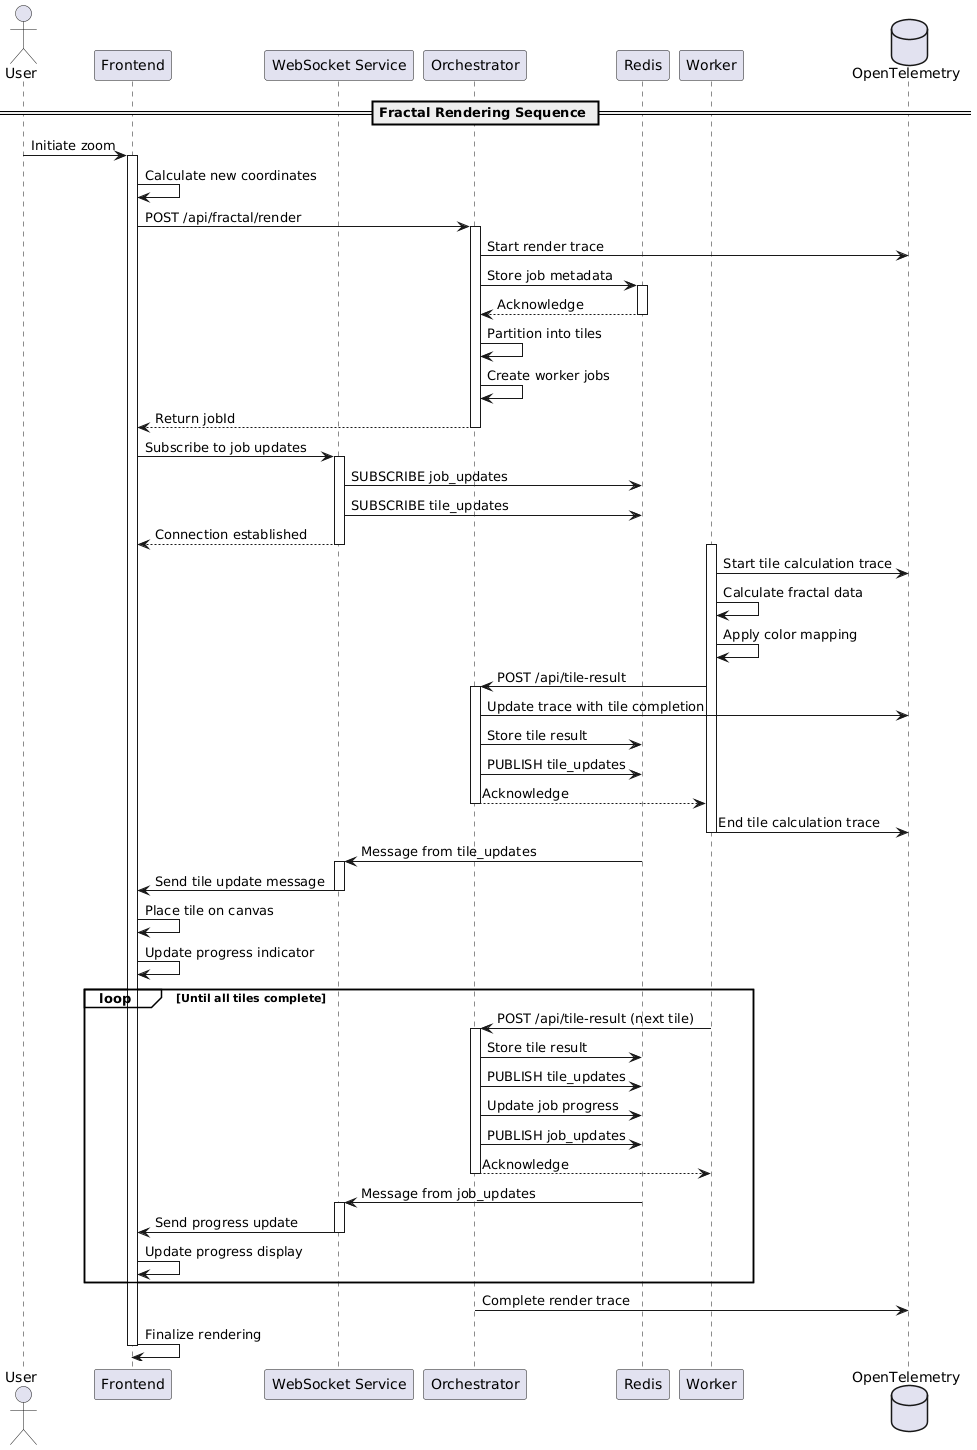 User
Frontend
WebSocket Service
Orchestrator
Redis
Worker
OpenTelemetry
Fractal Rendering Sequence
Initiate zoom
Calculate new coordinates
POST /api/fractal/render
Start render trace
Store job metadata
Acknowledge
Partition into tiles
Create worker jobs
Return jobId
Subscribe to job updates
SUBSCRIBE job_updates
SUBSCRIBE tile_updates
Connection established
Start tile calculation trace
Calculate fractal data
Apply color mapping
POST /api/tile-result
Update trace with tile completion
Store tile result
PUBLISH tile_updates
Acknowledge
End tile calculation trace
Message from tile_updates
Send tile update message
Place tile on canvas
Update progress indicator
loop [Until all tiles complete]
POST /api/tile-result (next tile)
Store tile result
PUBLISH tile_updates
Update job progress
PUBLISH job_updates
Acknowledge
Message from job_updates
Send progress update
Update progress display
Complete render trace
Finalize rendering
User
Frontend
WebSocket Service
Orchestrator
Redis
Worker
OpenTelemetry